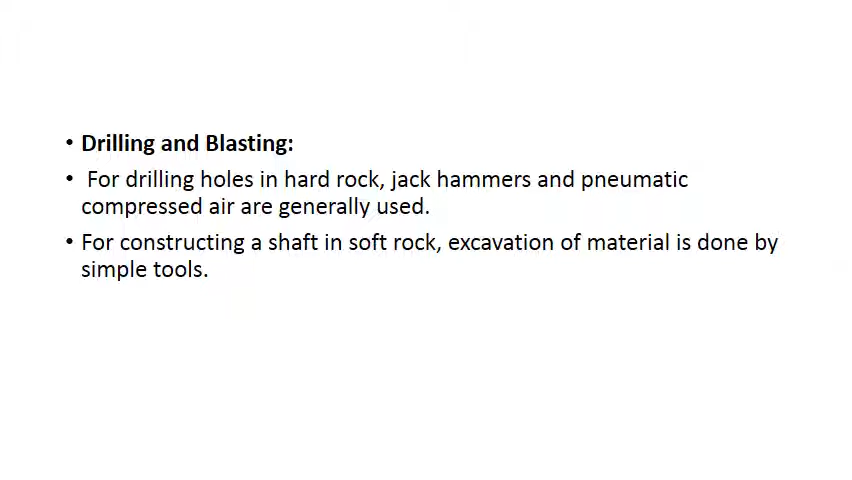 • Drilling and Blasting:
• For drilling holes in hard rock, jack hammers and pneumatic
compressed air are generally used.
• For constructing a shaft in soft rock, excavation of material is done by
simple tools.